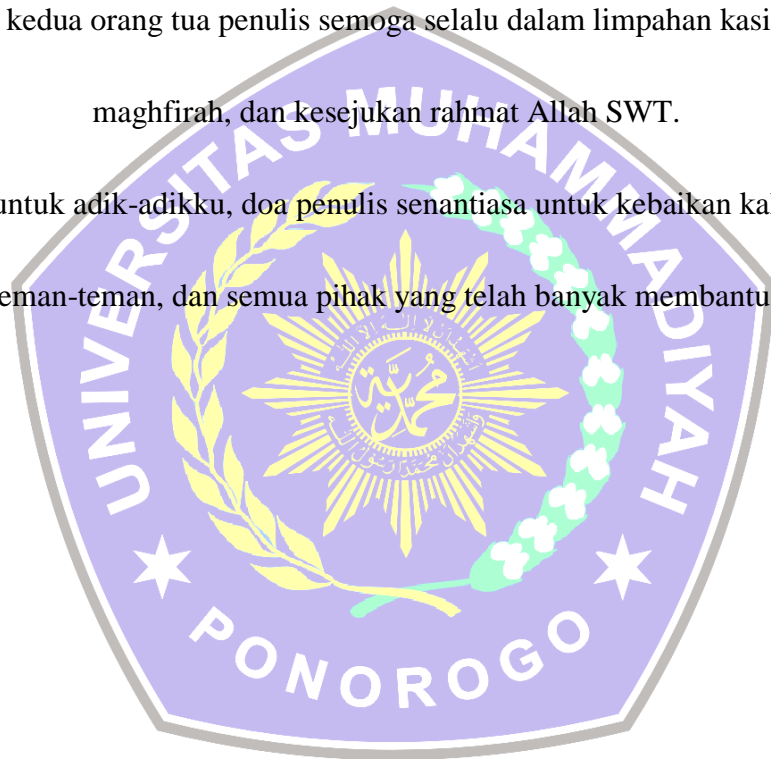 kedua orang tua penulis semoga selalu dalam limpahan kasi
maghfirah, dan kesejukan rahmat Allah SWT.
untuk adik-adikku, doa penulis senantiasa untuk kebaikan kal
eman-teman, dan semua pihak yang telah banyak membantu
UNIVERSITAS MUHAMMADIYAH
PONOROGO